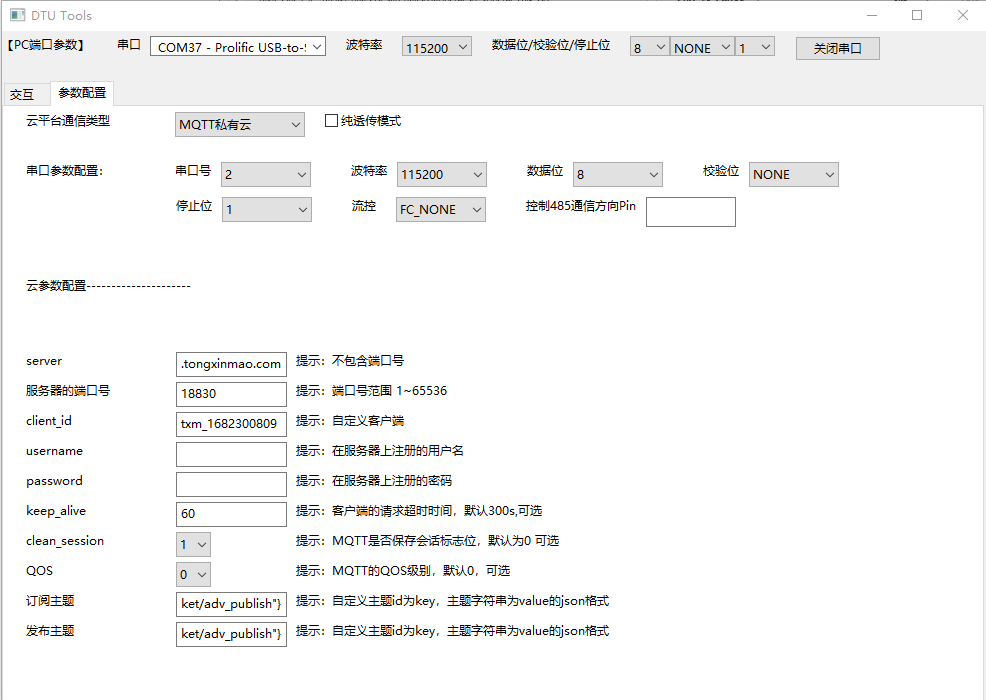 DTU Tools
【PC端口参数】 串口 COM37 - Prolific USB-to-: 波特率 115200 数据位/校验位/停止位 8 NONE 1 关闭串口
交互 参数配置
云平台通信类型 MQTT私有云 纯透传模式
串口参数配置： 串口号 2 波特率 115200 数据位 8 校验位 NONE
停止位 1 流控 FC_NONE 控制485通信方向Pin
云参数配置---------------------
server .tongxinmao.com 提示：不包含端口号
服务器的端口号 18830 提示：端口号范围 1~65536
client_id txm_1682300809 提示：自定义客户端
username 提示：在服务器上注册的用户名
password 提示：在服务器上注册的密码
keep_alive 60 提示：客户端的请求超时时间，默认300s,可选
clean_session 1 提示：MQTT是否保存会话标志位，默认为0 可选
QOS 0 提示：MQTT的QOS级别，默认0，可选
订阅主题 ket/adv_publish"} 提示：自定义主题id为key，主题字符串为value的json格式
发布主题 ket/adv_publish"} 提示：自定义主题id为key，主题字符串为value的json格式